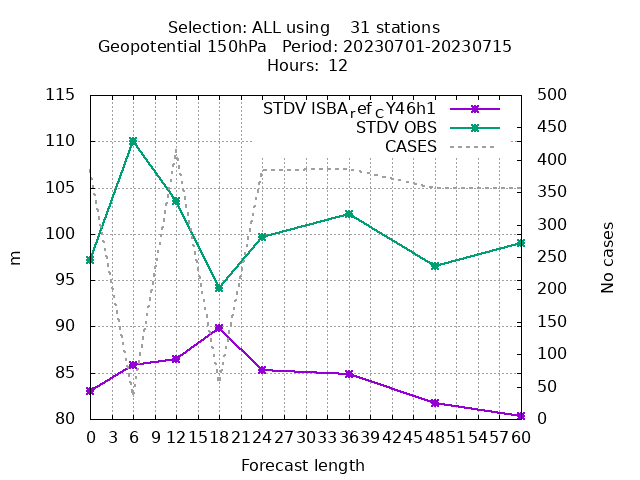 Selection: ALL using 31 stations
Geopotential 150hPa Period: 20230701-20230715
Hours: 12
STDV ISBA_ref_CY46h1
STDV OBS
CASES
115
110
105
100
95
90
85
80
m
500
450
400
350
300
250
200
150
100
50
0
No cases
0 3 6 9 12 15 18 21 24 27 30 33 36 39 42 45 48 51 54 57 60
Forecast length